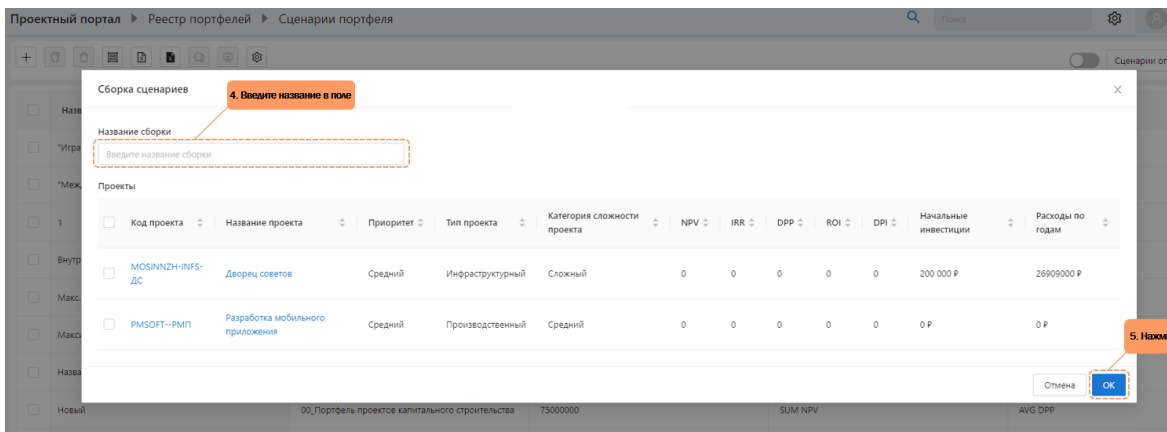 Проектный портал ▶ Реестр портфелей ▶ Сценарии портфеля
Поиск
Сценарии оп
Сборка сценариев
4. Введите название в поле
Назв
Название сборки
"Игра
Введите название сборки
"Меж,
Проекты
Код проекта Название проекта Приоритет Тип проекта Категория сложности проекта NPV IRR DPP ROI DPI Начальные инвестиции Расходы по годам
1
Внутр
MOSINNZH-INFS-ДС Дворец советов Средний Инфраструктурный Сложный 0 0 0 0 0 200 000 ₽ 26909000 ₽
Макс.
PMSOFT--РМП Разработка мобильного приложения Средний Производственный Средний 0 0 0 0 0 0 ₽ 0 ₽
Макси
5. Нажми
Назва
Отмена OK
Новый 00_Портфель проектов капитального строительства 75000000 SUM NPV AVG DPP